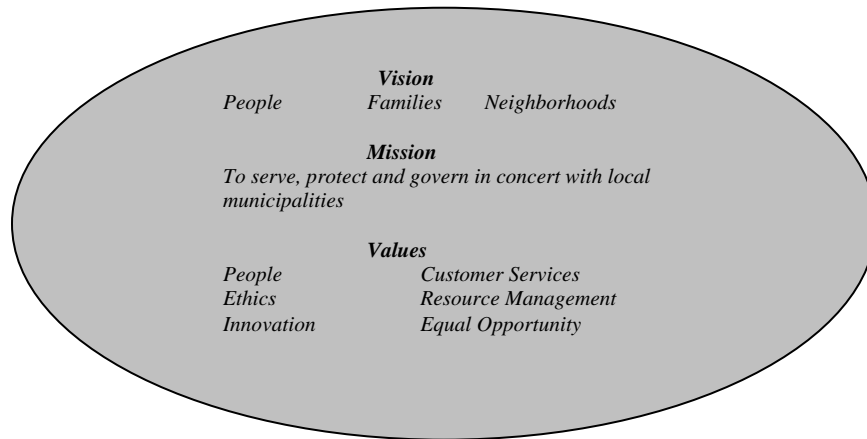 Vision
People Families Neighborhoods
Mission
To serve, protect and govern in concert with local
municipalities
Values
People Customer Services
Ethics Resource Management
Innovation Equal Opportunity